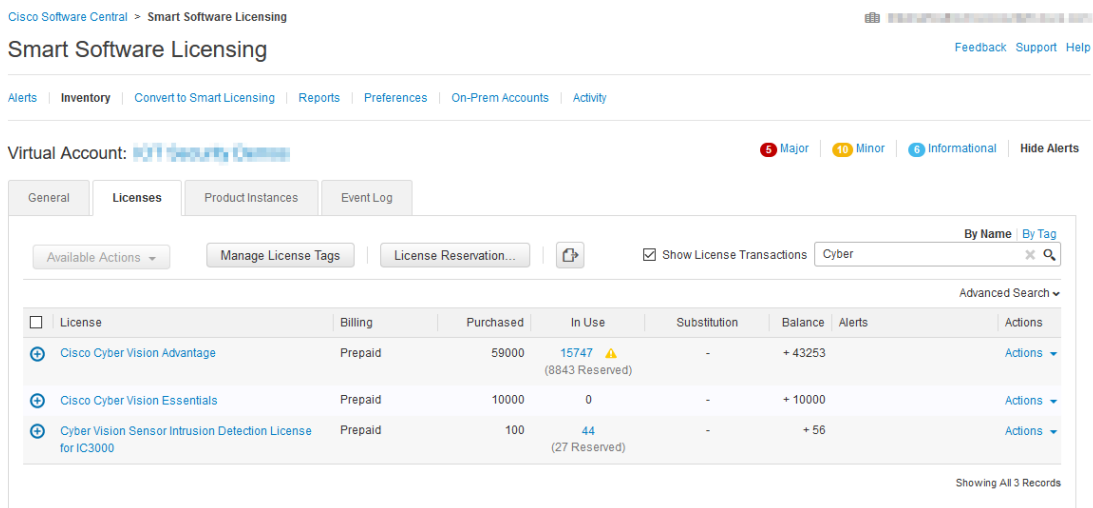 Cisco Software Central > Smart Software Licensing
Smart Software Licensing
Feedback Support Help
Alerts Inventory Convert to Smart Licensing Reports Preferences On-Prem Accounts Activity
Virtual Account:
5 Major 10 Minor 6 Informational Hide Alerts
General Licenses Product Instances Event Log
By Name By Tag
Available Actions Manage License Tags License Reservation... Show License Transactions Cyber
Advanced Search
License Billing Purchased In Use Substitution Balance Alerts Actions
Cisco Cyber Vision Advantage Prepaid 59000 15747 - + 43253 Actions
(8843 Reserved)
Cisco Cyber Vision Essentials Prepaid 10000 0 - + 10000 Actions
Cyber Vision Sensor Intrusion Detection License Prepaid 100 44 - + 56 Actions
for IC3000 (27 Reserved)
Showing All 3 Records